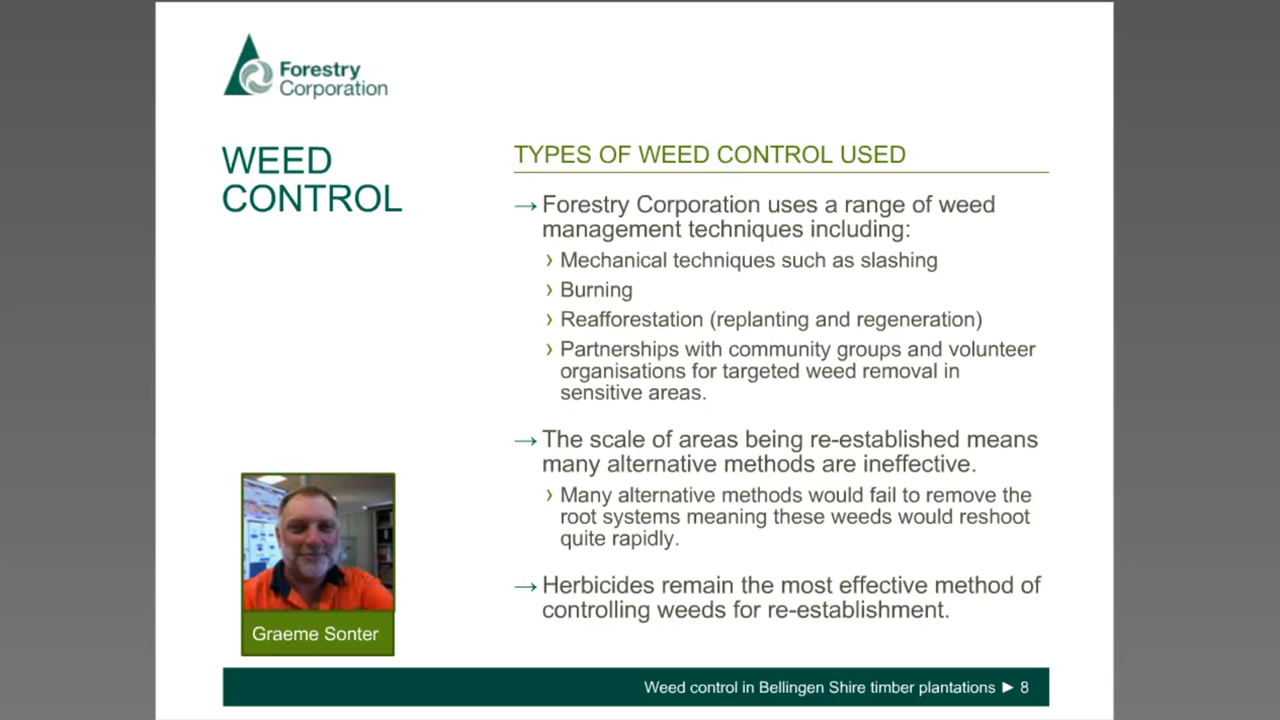 Forestry
Corporation
WEED
CONTROL
TYPES OF WEED CONTROL USED
→ Forestry Corporation uses a range of weed
management techniques including:
› Mechanical techniques such as slashing
› Burning
› Reafforestation (replanting and regeneration)
› Partnerships with community groups and volunteer
organisations for targeted weed removal in
sensitive areas.
→ The scale of areas being re-established means
many alternative methods are ineffective.
› Many alternative methods would fail to remove the
root systems meaning these weeds would reshoot
quite rapidly.
→ Herbicides remain the most effective method of
controlling weeds for re-establishment.
Graeme Sonter
Weed control in Bellingen Shire timber plantations ► 8